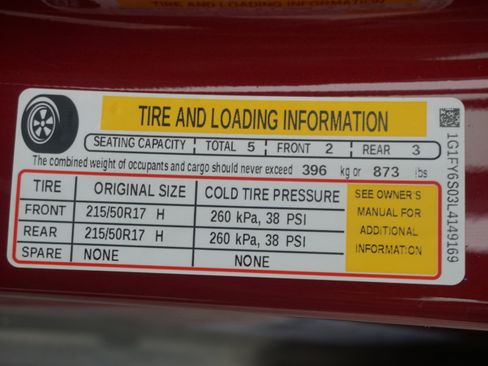 TIRE AND LOADING INFORMATION
SEATING CAPACITY TOTAL 5 FRONT 2 REAR 3
The combined weight of occupants and cargo should never exceed 396 kg or 873 lbs
TIRE ORIGINAL SIZE COLD TIRE PRESSURE
FRONT 215/50R17 H 260 kPa, 38 PSI
REAR 215/50R17 H 260 kPa, 38 PSI
SPARE NONE NONE
SEE OWNER'S
MANUAL FOR
ADDITIONAL
INFORMATION
1G1FY6S03L4149169